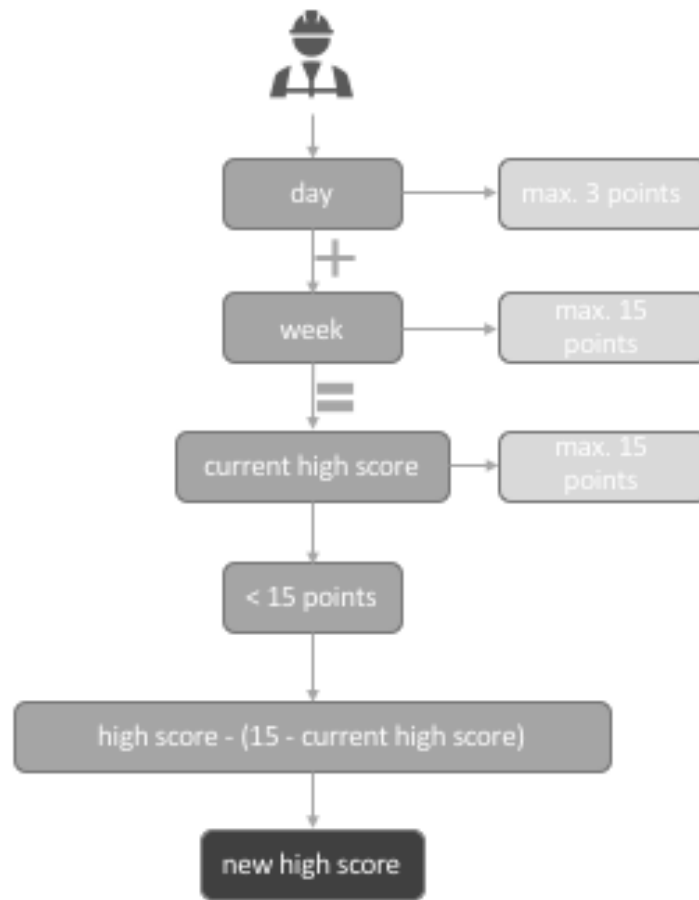 day
max. 3 points
+
week
max. 15
points
=
current high score
max. 15
points
< 15 points
high score - (15 - current high score)
new high score